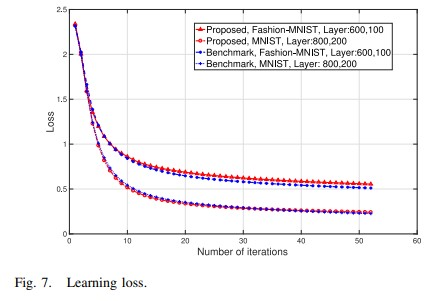 2.5
2
1.5
1
0.5
0
Loss
Proposed, Fashion-MNIST, Layer:600,100
Proposed, MNIST, Layer:800,200
Benchmark, Fashion-MNIST, Layer:600,100
Benchmark, MNIST, Layer: 800,200
0 10 20 30 40 50 60
Number of iterations
Fig. 7. Learning loss.